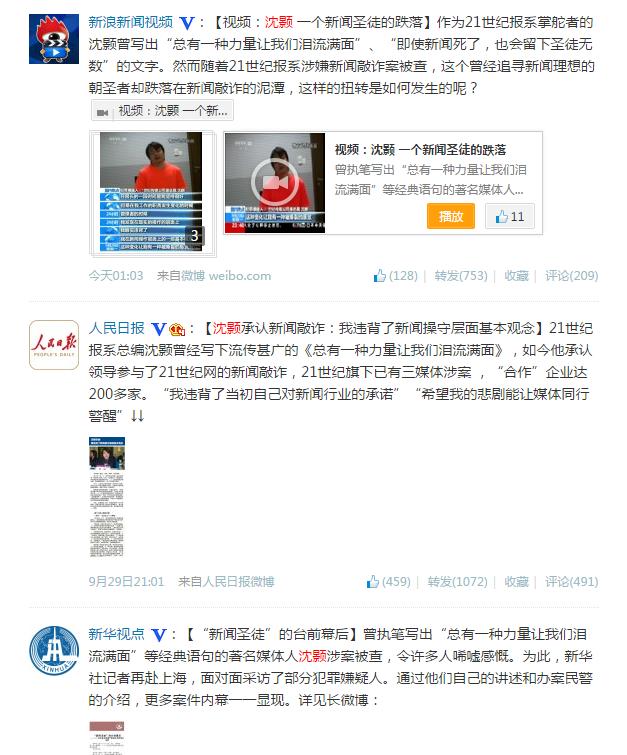 新浪新闻视频 V：【视频：沈颢 一个新闻圣徒的跌落】作为21世纪报系掌舵者的
沈颢曾写出“总有一种力量让我们泪流满面”、“即使新闻死了，也会留下圣徒无
数”的文字。然而随着21世纪报系涉嫌新闻敲诈案被查，这个曾经追寻新闻理想的
朝圣者却跌落在新闻敲诈的泥潭，这样的扭转是如何发生的呢？
视频：沈颢 一个新...
3
视频：沈颢 一个新闻圣徒的跌落
曾执笔写出“总有一种力量让我们泪
流满面”等经典语句的著名媒体人...
播放
11
今天01:03 来自微博 weibo.com
(128) | 转发(753) | 收藏 | 评论(209)
人民日报
PEOPLE'S DAILY
人民日报 V：【沈颢承认新闻敲诈：我违背了新闻操守层面基本观念】21世纪
报系总编沈颢曾经写下流传甚广的《总有一种力量让我们泪流满面》，如今他承认
领导参与了21世纪网的新闻敲诈，21世纪旗下已有三媒体涉案，“合作”企业达
200多家。“我违背了当初自己对新闻行业的承诺”“希望我的悲剧能让媒体同行
警醒”↓↓
9月29日21:01 来自人民日报微博
(459) | 转发(1072) | 收藏 | 评论(491)
XINHUA
新华视点 V：【“新闻圣徒”的台前幕后】曾执笔写出“总有一种力量让我们泪
流满面”等经典语句的著名媒体人沈颢涉案被查，令许多人唏嘘感慨。为此，新华
社记者再赴上海，面对面采访了部分犯罪嫌疑人。通过他们自己的讲述和办案民警
的介绍，更多案件内幕一一显现。详见长微博：